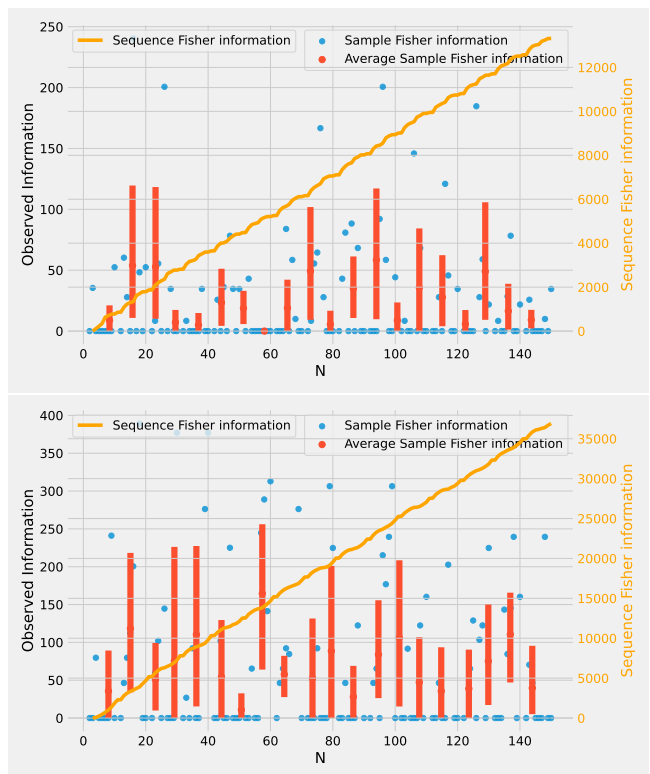 250
200
150
100
50
0
Observed Information
Sequence Fisher information
Sample Fisher information
Average Sample Fisher information
12000
10000
8000
6000
4000
2000
0
Sequence Fisher information
0 20 40 60 80 100 120 140
N
400
350
300
250
200
150
100
50
0
Observed Information
Sequence Fisher information
Sample Fisher information
Average Sample Fisher information
35000
30000
25000
20000
15000
10000
5000
0
Sequence Fisher information
0 20 40 60 80 100 120 140
N